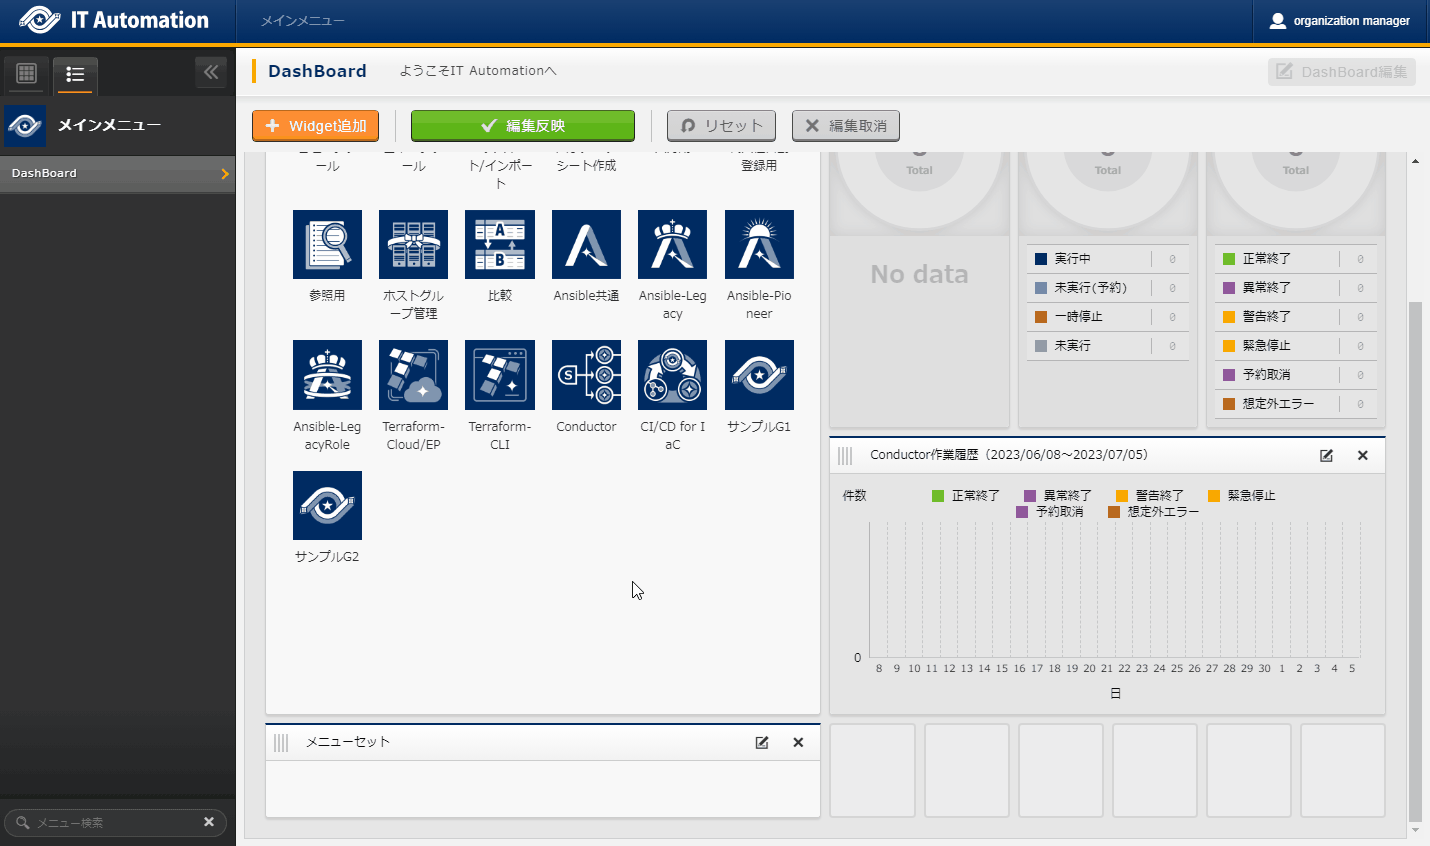 IT Automation
メインメニュー
organization manager
DashBoard
ようこそIT Automationへ
DashBoard編集
メインメニュー
DashBoard
Widget追加
編集反映
リセット
編集取消
ール
ール
ト/インポー
ト
シート作成
登録用
参照用
ホストグル
ープ管理
比較
Ansible共通
Ansible-Leg
acy
Ansible-Pio
neer
Ansible-Leg
acyRole
Terraform-
Cloud/EP
Terraform-
CLI
Conductor
CI/CD for I
aC
サンプルG1
サンプルG2
Total
Total
Total
No data
実行中 0
未実行(予約) 0
一時停止 0
未実行 0
正常終了 0
異常終了 0
警告終了 0
緊急停止 0
予約取消 0
想定外エラー 0
Conductor作業履歴（2023/06/08～2023/07/05）
件数
正常終了 異常終了 警告終了 緊急停止
予約取消 想定外エラー
0
8 9 10 11 12 13 14 15 16 17 18 19 20 21 22 23 24 25 26 27 28 29 30 1 2 3 4 5
日
メニューセット
メニュー検索